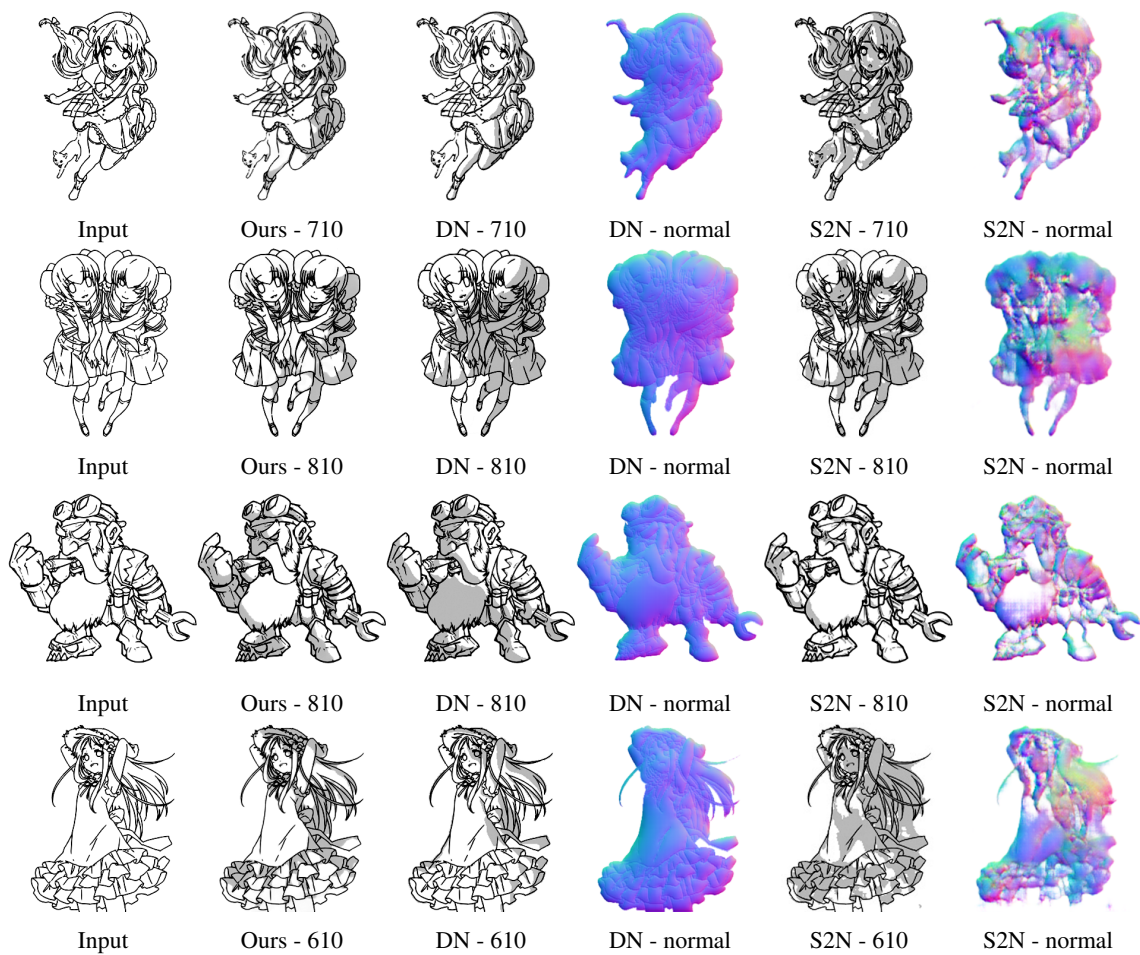 Input Ours - 710 DN - 710 DN - normal S2N - 710 S2N - normal
Input Ours - 810 DN - 810 DN - normal S2N - 810 S2N - normal
Input Ours - 810 DN - 810 DN - normal S2N - 810 S2N - normal
Input Ours - 610 DN - 610 DN - normal S2N - 610 S2N - normal